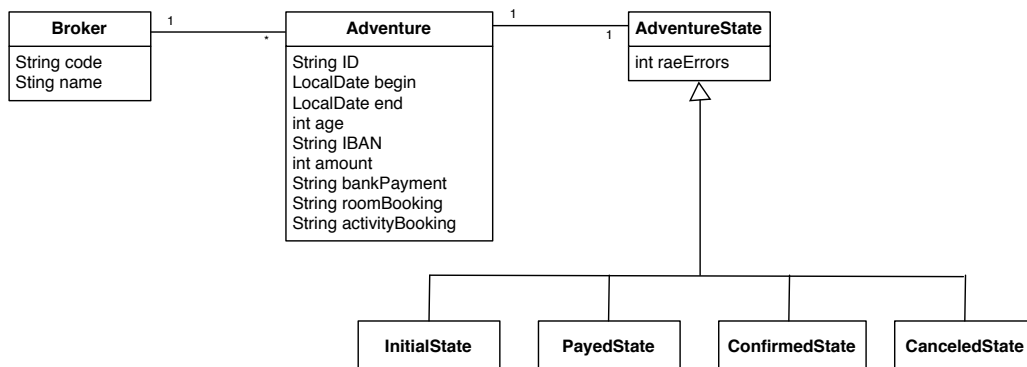 Broker
String code
Sting name
1
*
Adventure
String ID
LocalDate begin
LocalDate end
int age
String IBAN
int amount
String bankPayment
String roomBooking
String activityBooking
1
1
AdventureState
int raeErrors
InitialState
PayedState
ConfirmedState
CanceledState